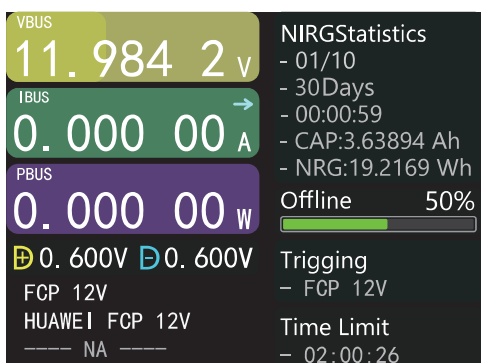 VBUS
11.984 2 V
IBUS
0.000 00 A
PBUS
0.000 00 W
D+ 0.600V D- 0.600V
FCP 12V
HUAWEI FCP 12V
---- NA ----
NIRGStatistics
- 01/10
- 30Days
- 00:00:59
- CAP:3.63894 Ah
- NRG:19.2169 Wh
Offline 50%
Trigging
- FCP 12V
Time Limit
- 02:00:26